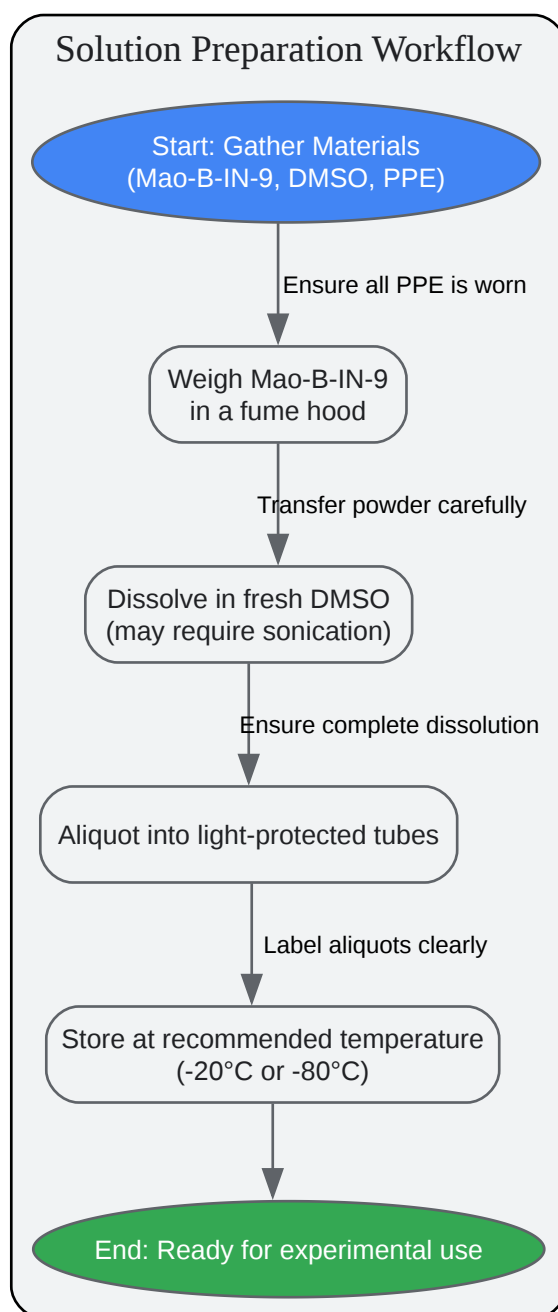 Solution Preparation Workflow
Start: Gather Materials
(Mao-B-IN-9, DMSO, PPE)
Ensure all PPE is worn
Weigh Mao-B-IN-9
in a fume hood
Transfer powder carefully
Dissolve in fresh DMSO
(may require sonication)
Ensure complete dissolution
Aliquot into light-protected tubes
Label aliquots clearly
Store at recommended temperature
(-20°C or -80°C)
End: Ready for experimental use